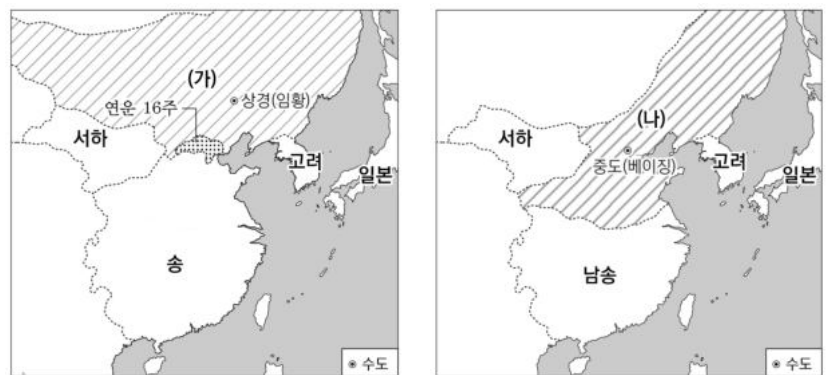 (가)
상경(임황)
연운 16주
서하
고려
일본
송
수도
(나)
서하
중도(베이징)
고려
일본
남송
수도